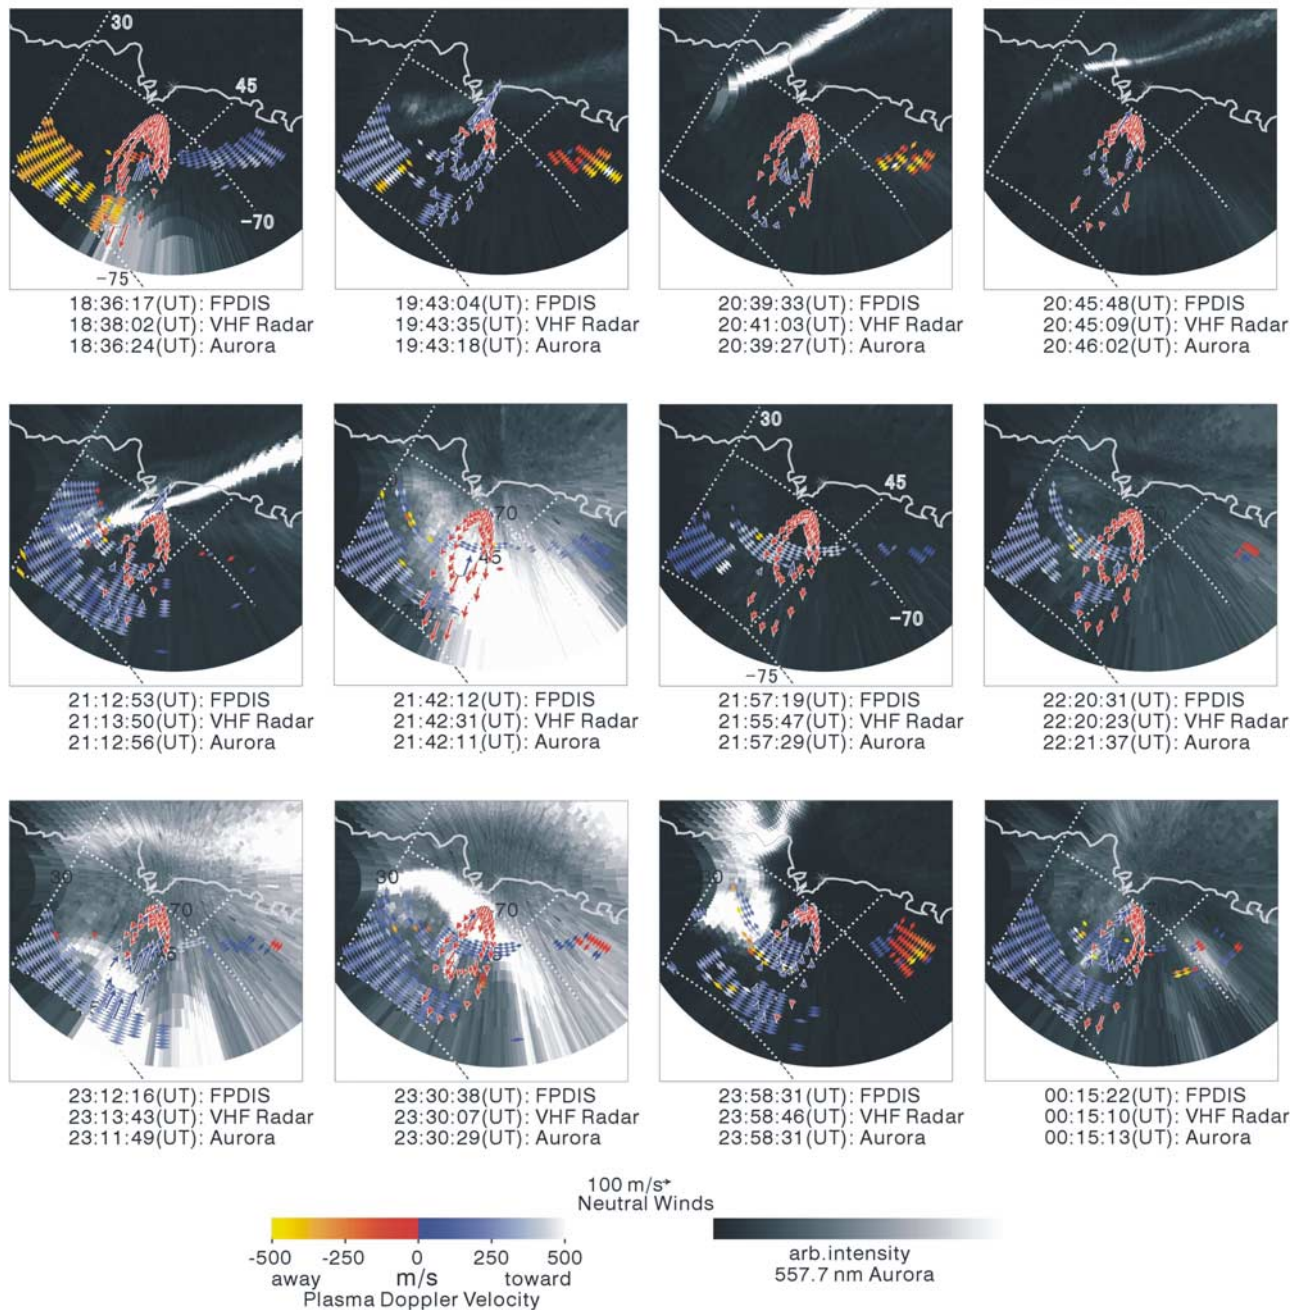 30
45
-70
-75
18:36:17(UT): FPDIS
18:38:02(UT): VHF Radar
18:36:24(UT): Aurora
19:43:04(UT): FPDIS
19:43:35(UT): VHF Radar
19:43:18(UT): Aurora
20:39:33(UT): FPDIS
20:41:03(UT): VHF Radar
20:39:27(UT): Aurora
20:45:48(UT): FPDIS
20:45:09(UT): VHF Radar
20:46:02(UT): Aurora
70
45
30
45
-70
-75
70
21:12:53(UT): FPDIS
21:13:50(UT): VHF Radar
21:12:56(UT): Aurora
21:42:12(UT): FPDIS
21:42:31(UT): VHF Radar
21:42:11(UT): Aurora
21:57:19(UT): FPDIS
21:55:47(UT): VHF Radar
21:57:29(UT): Aurora
22:20:31(UT): FPDIS
22:20:23(UT): VHF Radar
22:21:37(UT): Aurora
30
70
30
70
23:12:16(UT): FPDIS
23:13:43(UT): VHF Radar
23:11:49(UT): Aurora
23:30:38(UT): FPDIS
23:30:07(UT): VHF Radar
23:30:29(UT): Aurora
23:58:31(UT): FPDIS
23:58:46(UT): VHF Radar
23:58:31(UT): Aurora
00:15:22(UT): FPDIS
00:15:10(UT): VHF Radar
00:15:13(UT): Aurora
100 m/s
Neutral Winds
-500 -250 0 250 500
away m/s toward
Plasma Doppler Velocity
arb.intensity
557.7 nm Aurora